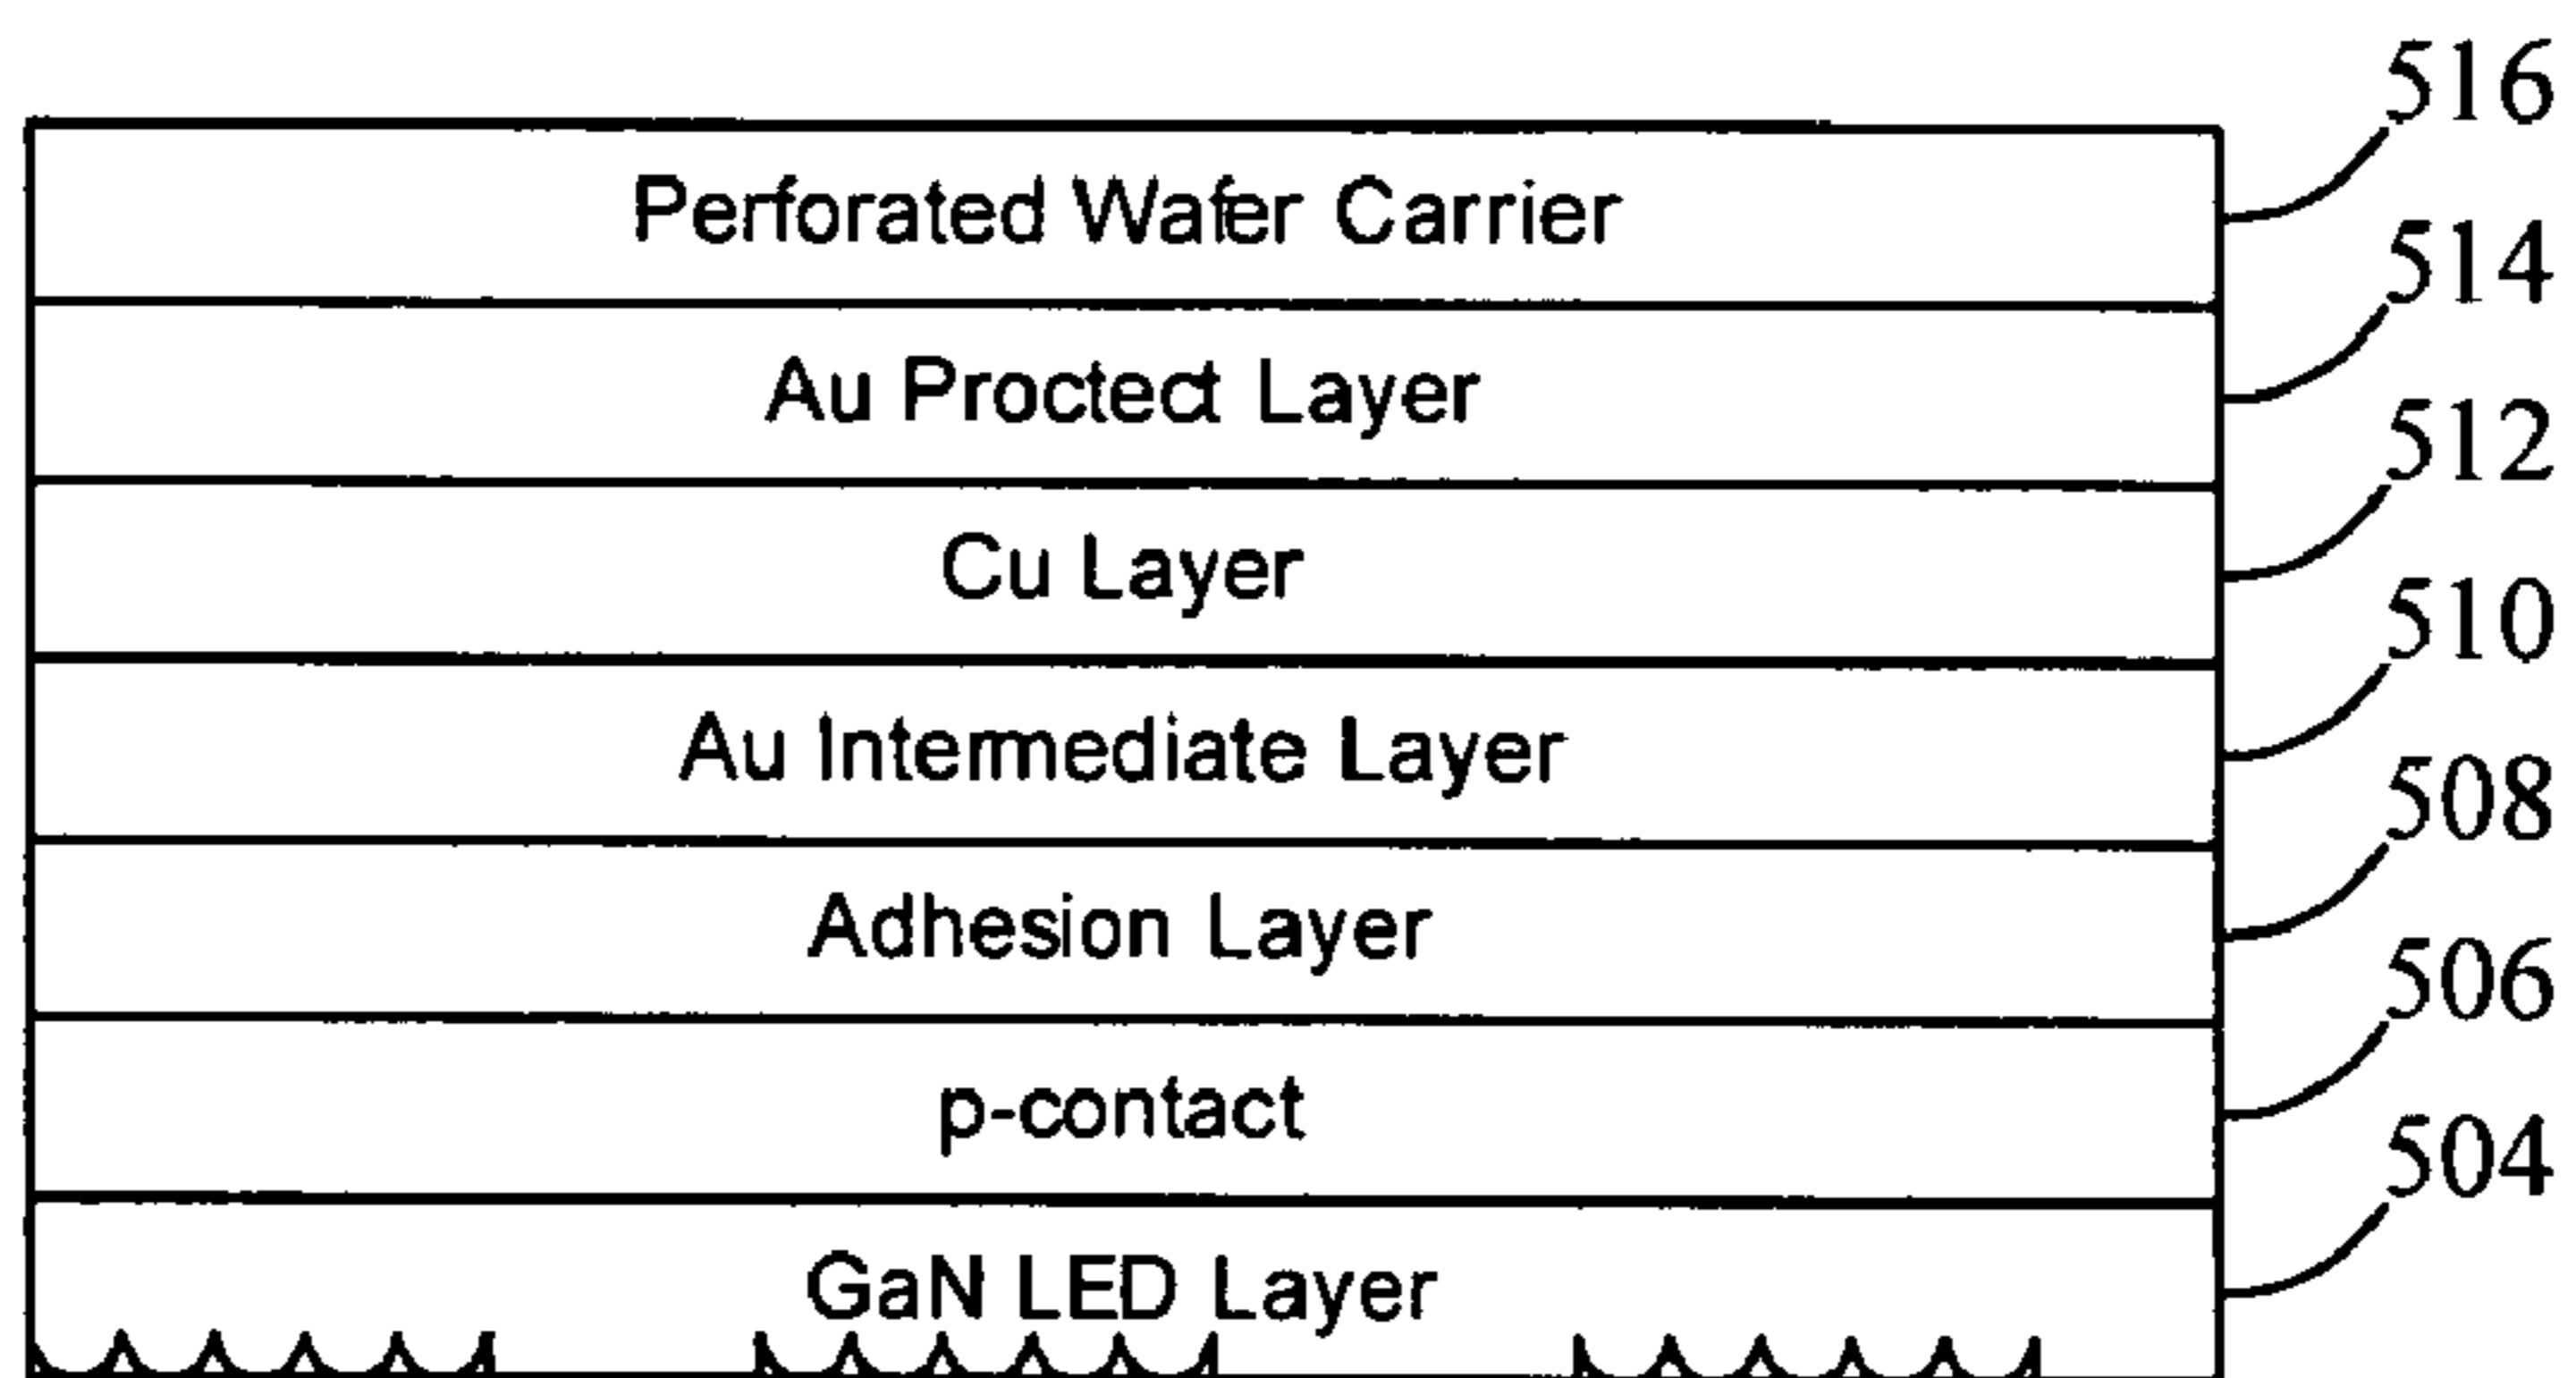 516
Perforated Wafer Carrier
514
Au Proctect Layer
512
Cu Layer
510
Au Intermediate Layer
508
Adhesion Layer
506
p-contact
504
GaN LED Layer